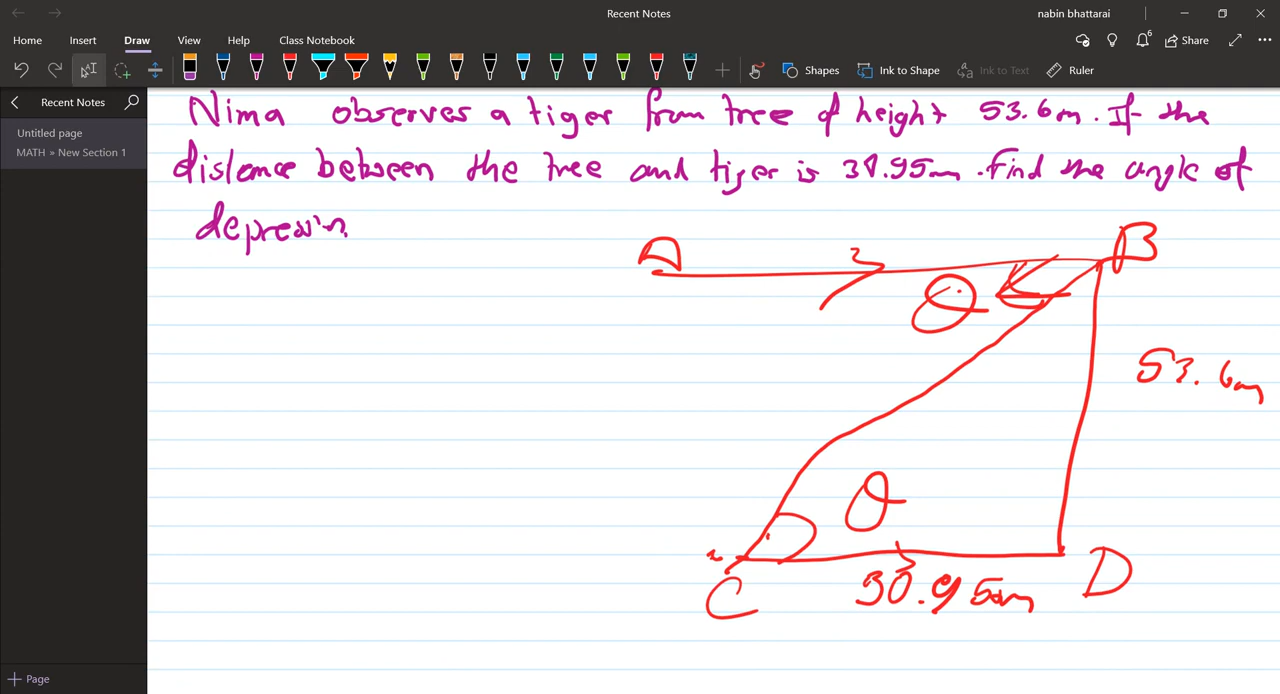 Recent Notes
nabin bhattarai
Home Insert Draw View Help Class Notebook
6 Share
Shapes Ink to Shape Ink to Text Ruler
Recent Notes
Untitled page
MATH » New Section 1
Nima observes a tiger from tree of height 53.6m. If the
distance between the tree and tiger is 30.95m. Find the angle of
depression
B
θ
53.6m
θ
C 30.95m D
Page